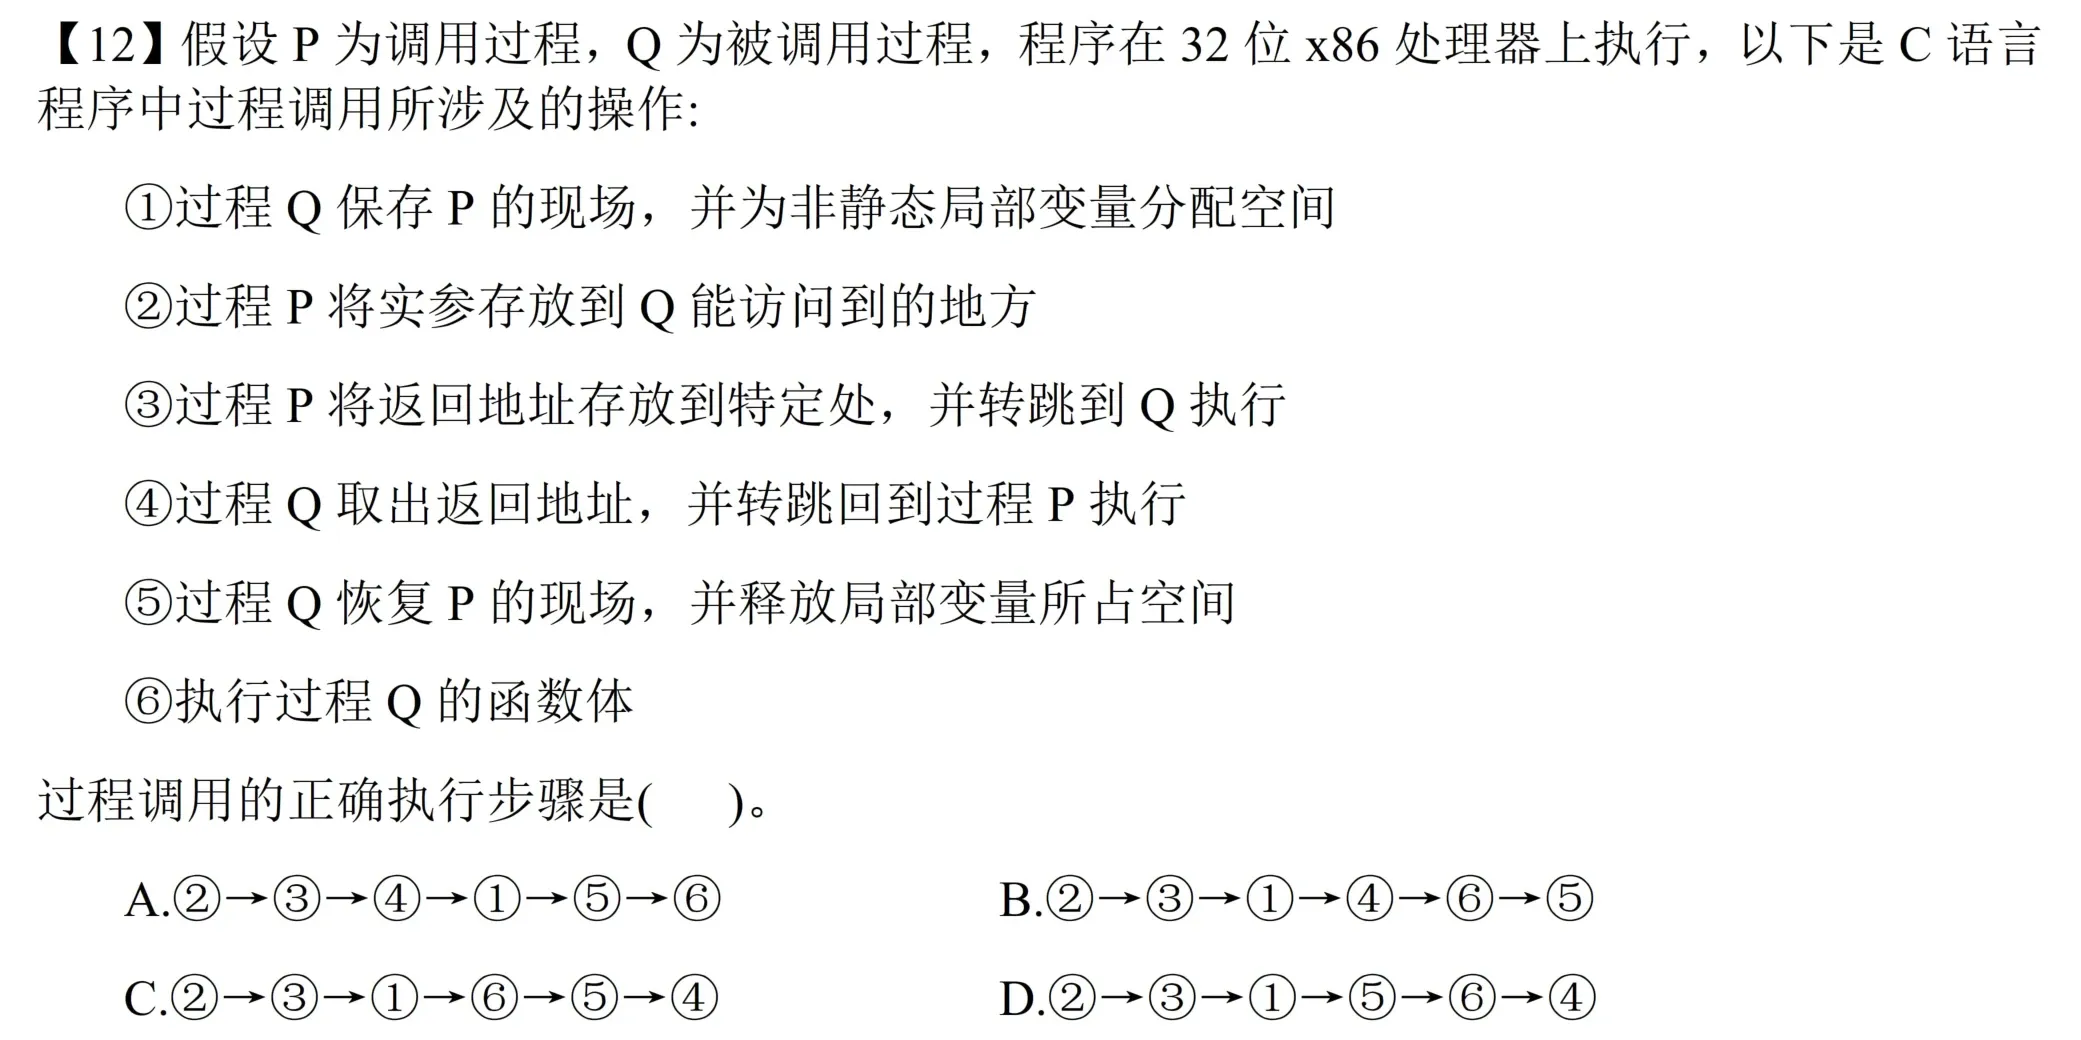 【12】假设 P 为调用过程，Q 为被调用过程，程序在 32 位 x86 处理器上执行，以下是 C 语言
程序中过程调用所涉及的操作:
①过程 Q 保存 P 的现场，并为非静态局部变量分配空间
②过程 P 将实参存放到 Q 能访问到的地方
③过程 P 将返回地址存放到特定处，并转跳到 Q 执行
④过程 Q 取出返回地址，并转跳回到过程 P 执行
⑤过程 Q 恢复 P 的现场，并释放局部变量所占空间
⑥执行过程 Q 的函数体
过程调用的正确执行步骤是(　　)。
A.②→③→④→①→⑤→⑥　　B.②→③→①→④→⑥→⑤
C.②→③→①→⑥→⑤→④　　D.②→③→①→⑤→⑥→④